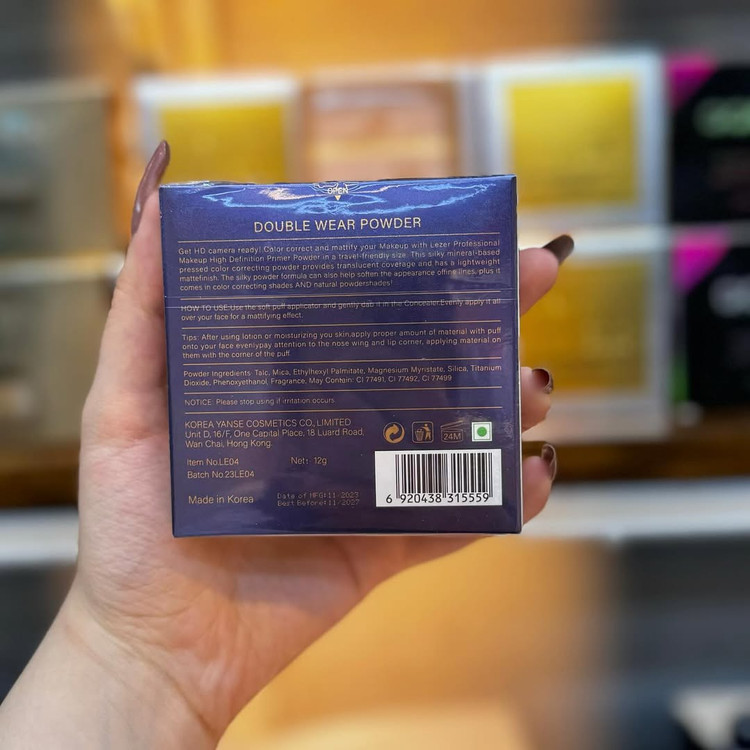 OPEN
DOUBLE WEAR POWDER
Get HD camera ready! Color correct and mattify your Makeup with Lezer Professional
Makeup High Definition Primer Powder in a travel-friendly size. This silky mineral-based
pressed color correcting powder provides translucent coverage and has a lightweight
mattefinish. The silky powder formula can also help soften the appearance offine lines, plus it
comes in color correcting shades AND natural powdershades!
HOW TO USE:Use the soft puff applicator and gently dab it in the Concealor.Evenly apply it all
over your face for a mattifying effect.
Tips: After using lotion or moisturizing you skin,apply proper amount of material with puff
onto your face evenlypay attention to the nose wing and lip corner, applying material on
them with the corner of the puff.
Powder Ingredients: Talc, Mica, Ethylhexyl Palmitate, Magnesium Myristate, Silica, Titanium
Dioxide, Phenoxyethanol, Fragrance, May Contain: CI 77491, CI 77492, CI 77499
NOTICE: Please stop using if irritation occurs.
KOREA YANSE COSMETICS CO., LIMITED
Unit D, 16/F, One Capital Place, 18 Luard Road,
Wan Chai, Hong Kong.
24M
Item No.LE04 Net: 12g
Batch No.23LE04
Made in Korea
Date of MFG:11-2023
Best Before:11-2027
6 920438 315559